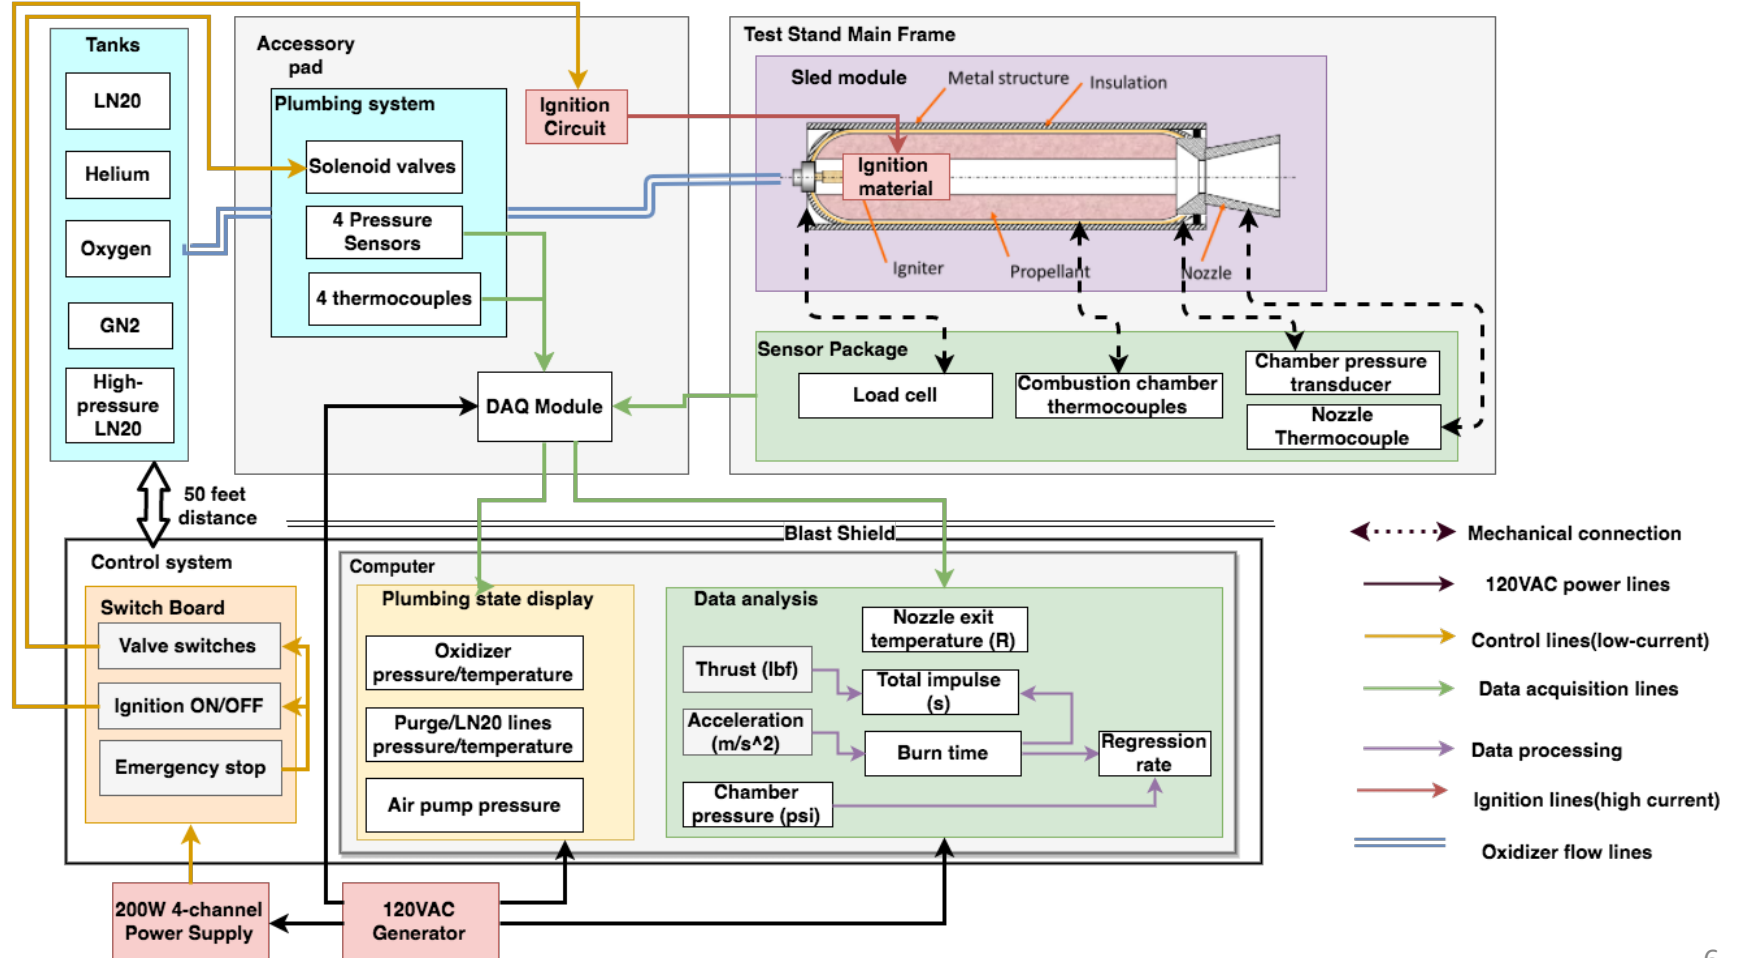 Tanks
LN20
Helium
Oxygen
GN2
High-
pressure
LN20
50 feet
distance
Accessory
pad
Plumbing system
Solenoid valves
4 Pressure
Sensors
4 thermocouples
Ignition
Circuit
DAQ Module
Test Stand Main Frame
Sled module
Metal structure
Insulation
Ignition
material
Igniter
Propellant
Nozzle
Sensor Package
Load cell
Combustion chamber
thermocouples
Chamber pressure
transducer
Nozzle
Thermocouple
Blast Shield
Control system
Switch Board
Valve switches
Ignition ON/OFF
Emergency stop
Computer
Plumbing state display
Oxidizer
pressure/temperature
Purge/LN20 lines
pressure/temperature
Air pump pressure
Data analysis
Nozzle exit
temperature (R)
Thrust (lbf)
Total impulse
(s)
Acceleration
(m/s^2)
Burn time
Regression
rate
Chamber
pressure (psi)
200W 4-channel
Power Supply
120VAC
Generator
Mechanical connection
120VAC power lines
Control lines(low-current)
Data acquisition lines
Data processing
Ignition lines(high current)
Oxidizer flow lines